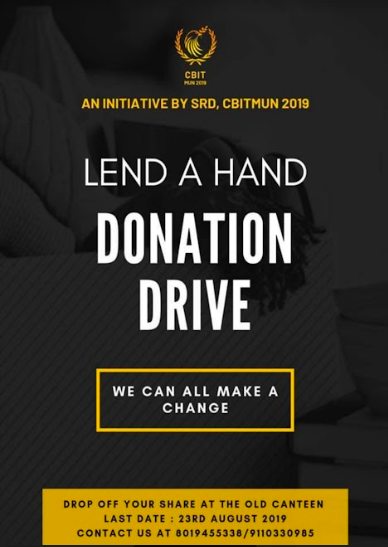 CBIT
MUN 2019
AN INITIATIVE BY SRD, CBITMUN 2019
LEND A HAND
DONATION
DRIVE
WE CAN ALL MAKE A
CHANGE
DROP OFF YOUR SHARE AT THE OLD CANTEEN
LAST DATE : 23RD AUGUST 2019
CONTACT US AT 8019455338/9110330985